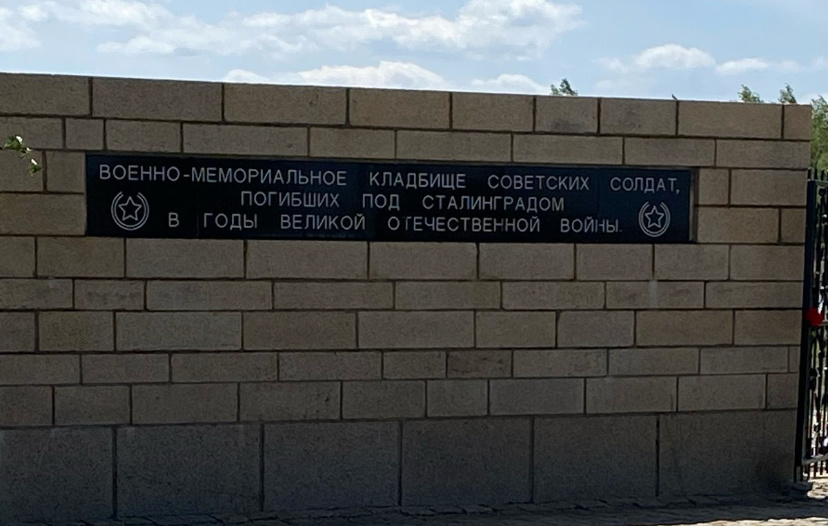 ВОЕННО-МЕМОРИАЛЬНОЕ КЛАДБИЩЕ СОВЕТСКИХ СОЛДАТ,
ПОГИБШИХ ПОД СТАЛИНГРАДОМ
В ГОДЫ ВЕЛИКОЙ ОТЕЧЕСТВЕННОЙ ВОЙНЫ.